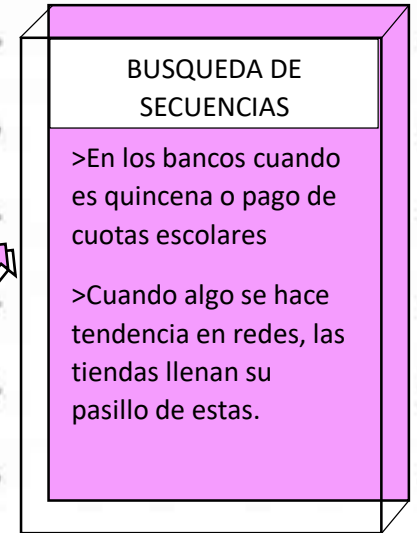 BUSQUEDA DE
SECUENCIAS
>En los bancos cuando
es quincena o pago de
cuotas escolares
>Cuando algo se hace
tendencia en redes, las
tiendas llenan su
pasillo de estas.